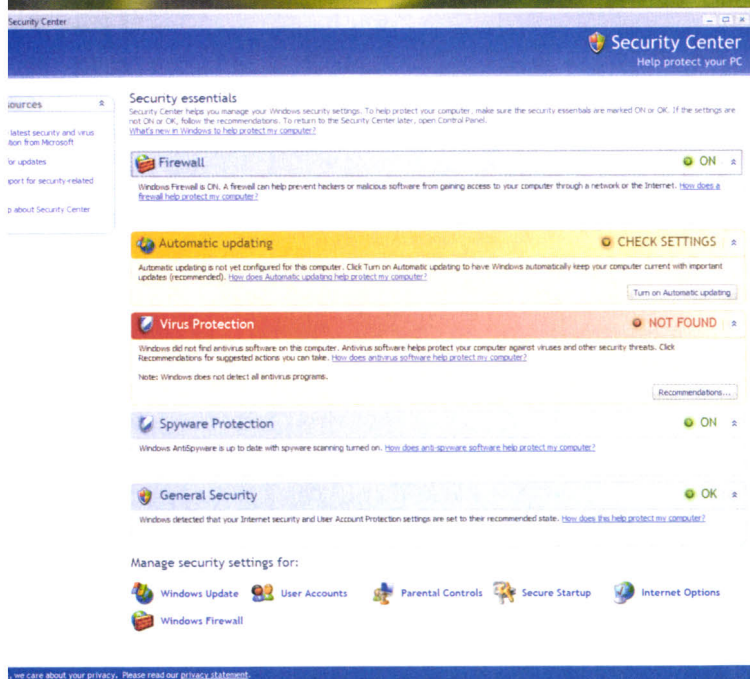 Security Center
Security Center
Help protect your PC
ources
latest security and virus
tion from Microsoft
for updates
pport for security-related
p about Security Center
Security essentials
Security Center helps you manage your Windows security settings. To help protect your computer, make sure the security essentials are marked ON or OK. If the settings are
not ON or OK, follow the recommendations. To return to the Security Center later, open Control Panel.
What's new in Windows to help protect my computer?
Firewall ON
Windows Firewall is ON. A firewall can help prevent hackers or malicious software from gaining access to your computer through a network or the Internet. How does a
firewall help protect my computer?
Automatic updating CHECK SETTINGS
Automatic updating is not yet configured for this computer. Click Turn on Automatic updating to have Windows automatically keep your computer current with important
updates (recommended). How does Automatic updating help protect my computer?
Turn on Automatic updating
Virus Protection NOT FOUND
Windows did not find antivirus software on this computer. Antivirus software helps protect your computer against viruses and other security threats. Click
Recommendations for suggested actions you can take. How does antivirus software help protect my computer?
Note: Windows does not detect all antivirus programs.
Recommendations...
Spyware Protection ON
Windows AntiSpyware is up to date with spyware scanning turned on. How does anti-spyware software help protect my computer?
General Security OK
Windows detected that your Internet security and User Account Protection settings are set to their recommended state. How does this help protect my computer?
Manage security settings for:
Windows Update User Accounts Parental Controls Secure Startup Internet Options
Windows Firewall
, we care about your privacy. Please read our privacy statement.